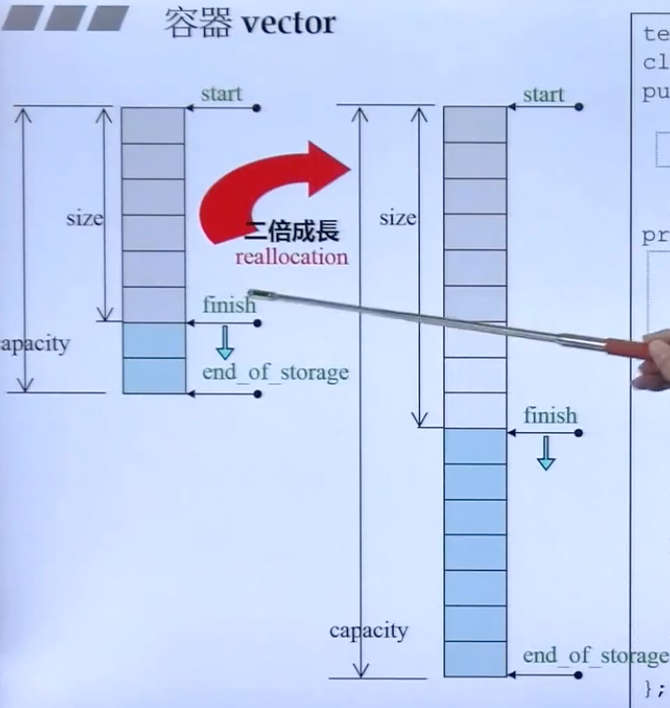 容器 vector
start
size
apacity
finish
end_of_storage
二倍成長
reallocation
start
size
capacity
finish
end_of_storage
te
cl
pu
pr
};